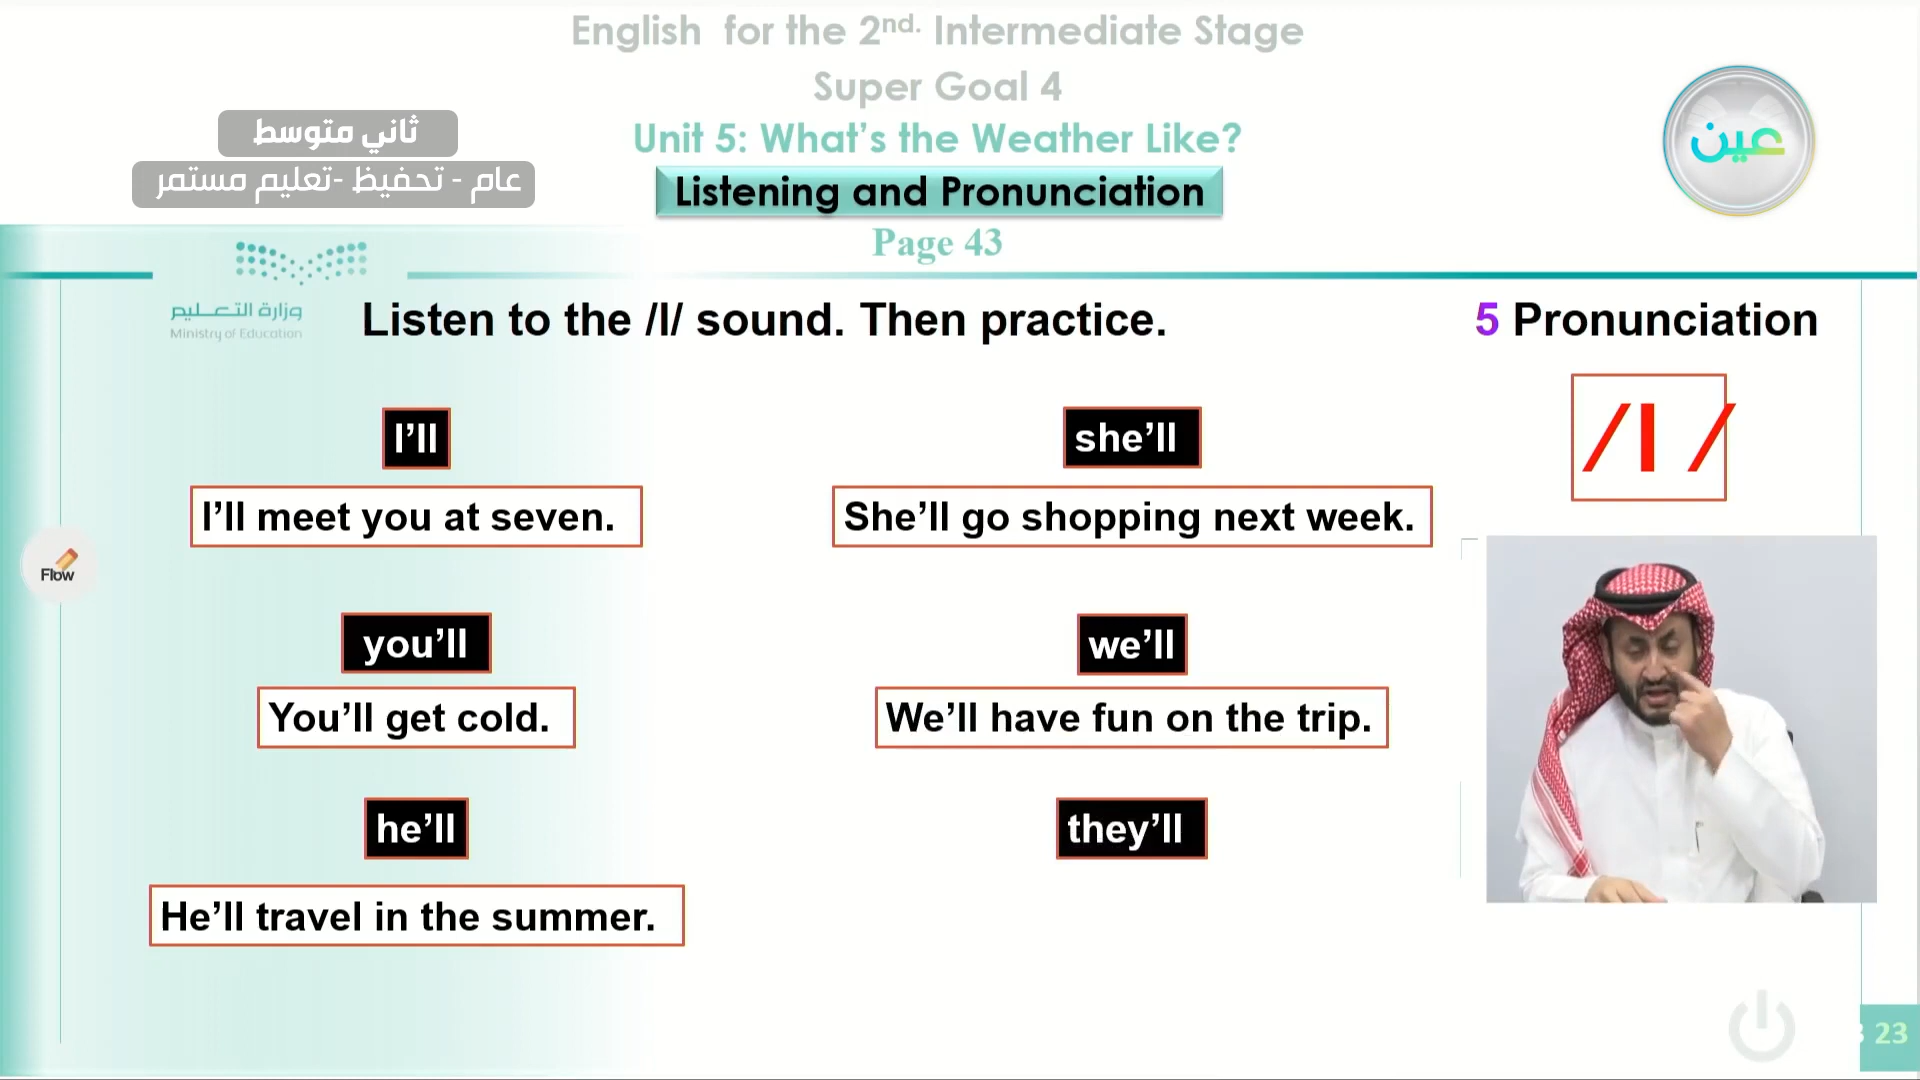 English for the 2nd. Intermediate Stage
Super Goal 4
Unit 5: What’s the Weather Like?
Listening and Pronunciation
Page 43
ثاني متوسط
عام - تحفيظ -تعليم مستمر
عين
وزارة التعليم
Ministry of Education
Listen to the /l/ sound. Then practice.
5 Pronunciation
/l /
I’ll
I’ll meet you at seven.
you’ll
You’ll get cold.
he’ll
He’ll travel in the summer.
she’ll
She’ll go shopping next week.
we’ll
We’ll have fun on the trip.
they’ll
Flow
23